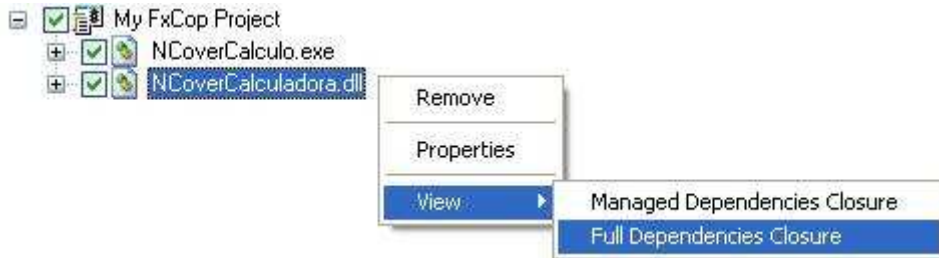 My FxCop Project
NCoverCalculo.exe
NCoverCalculadora.dll
Remove
Properties
View
Managed Dependencies Closure
Full Dependencies Closure